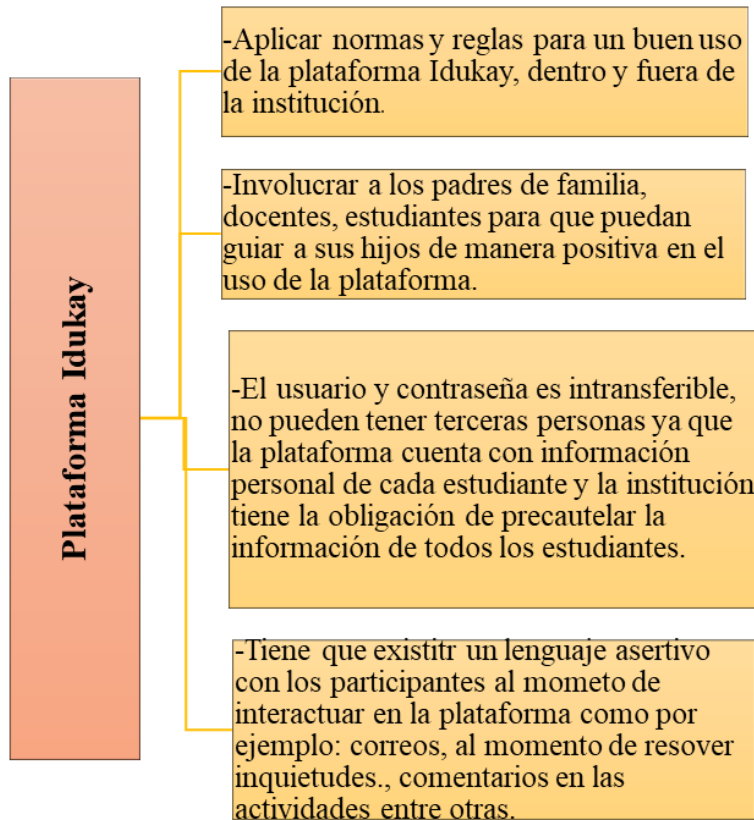 Plataforma Idukay
-Aplicar normas y reglas para un buen uso
de la plataforma Idukay, dentro y fuera de
la institución.
-Involucrar a los padres de familia,
docentes, estudiantes para que puedan
guiar a sus hijos de manera positiva en el
uso de la plataforma.
-El usuario y contraseña es intransferible,
no pueden tener terceras personas ya que
la plataforma cuenta con información
personal de cada estudiante y la institución
tiene la obligación de precautelar la
información de todos los estudiantes.
-Tiene que existitr un lenguaje asertivo
con los participantes al mometo de
interactuar en la plataforma como por
ejemplo: correos, al momento de resover
inquietudes., comentarios en las
actividades entre otras.